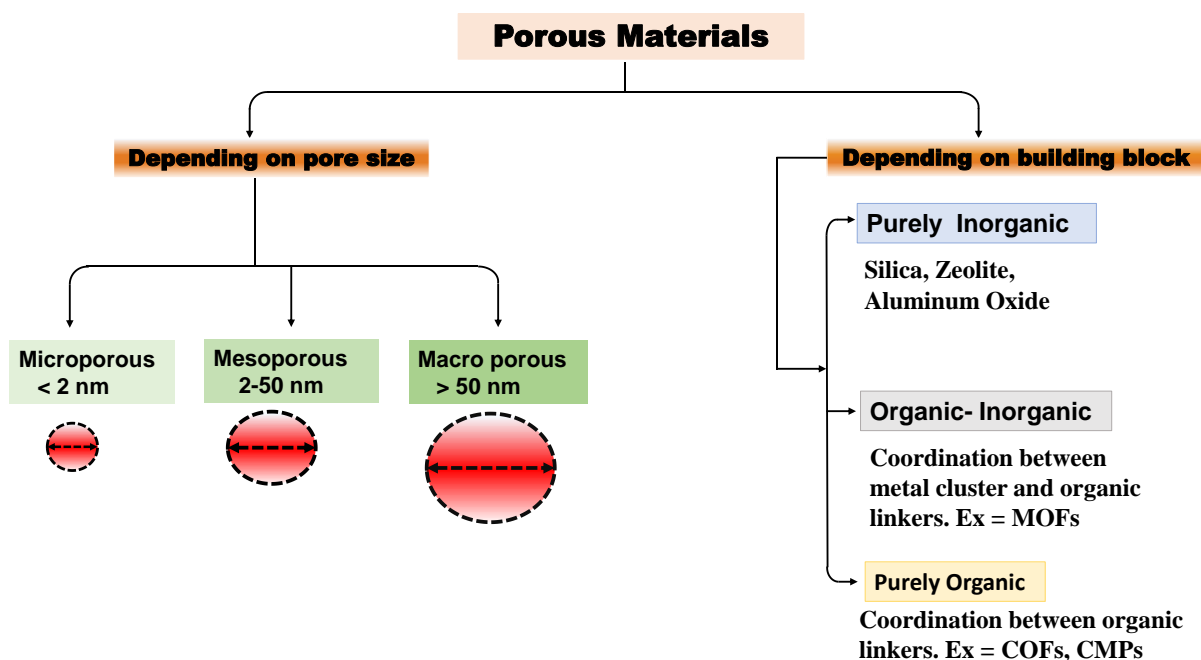 Porous Materials
Depending on pore size
Depending on building block
Purely Inorganic
Silica, Zeolite,
Aluminum Oxide
Microporous
< 2 nm
Mesoporous
2-50 nm
Macro porous
> 50 nm
Organic- Inorganic
Coordination between
metal cluster and organic
linkers. Ex = MOFs
Purely Organic
Coordination between organic
linkers. Ex = COFs, CMPs